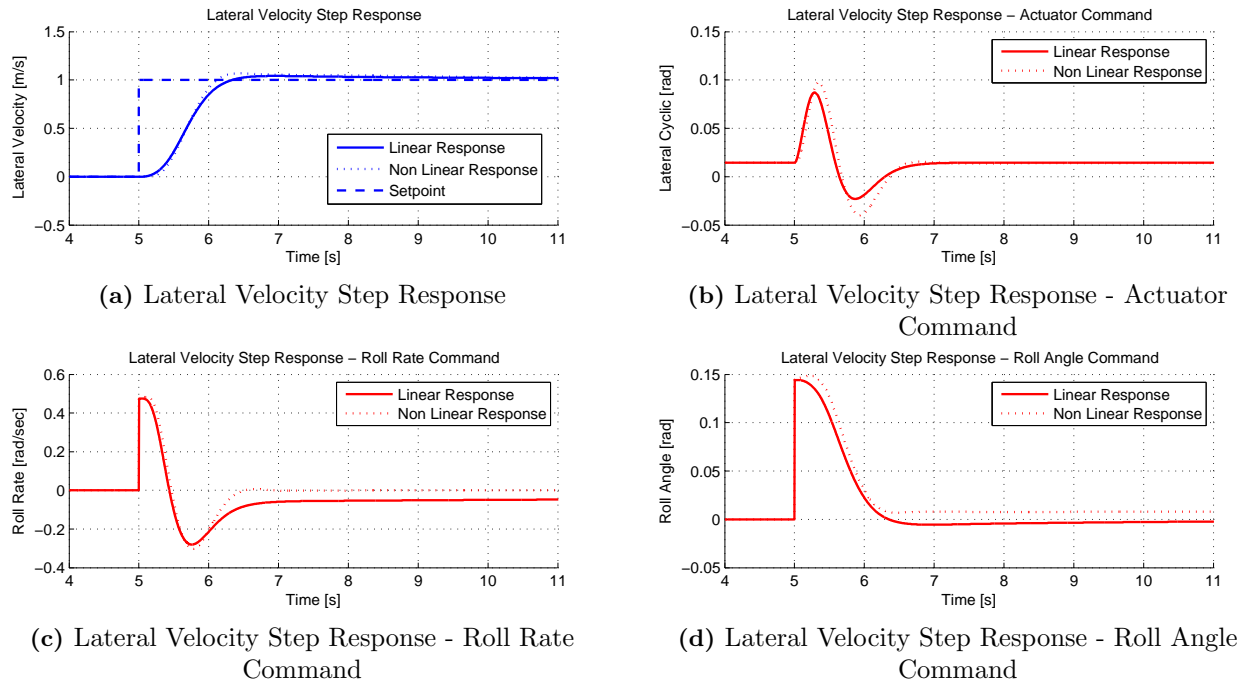 Lateral Velocity Step Response
Lateral Velocity [m/s]
1.5
1
0.5
0
−0.5
4 5 6 7 8 9 10 11
Time [s]
Linear Response
Non Linear Response
Setpoint
(a) Lateral Velocity Step Response
Lateral Velocity Step Response − Actuator Command
Lateral Cyclic [rad]
0.15
0.1
0.05
0
−0.05
4 5 6 7 8 9 10 11
Time [s]
Linear Response
Non Linear Response
(b) Lateral Velocity Step Response - Actuator
Command
Lateral Velocity Step Response − Roll Rate Command
Roll Rate [rad/sec]
0.6
0.4
0.2
0
−0.2
−0.4
4 5 6 7 8 9 10 11
Time [s]
Linear Response
Non Linear Response
(c) Lateral Velocity Step Response - Roll Rate
Command
Lateral Velocity Step Response − Roll Angle Command
Roll Angle [rad]
0.15
0.1
0.05
0
−0.05
4 5 6 7 8 9 10 11
Time [s]
Linear Response
Non Linear Response
(d) Lateral Velocity Step Response - Roll Angle
Command